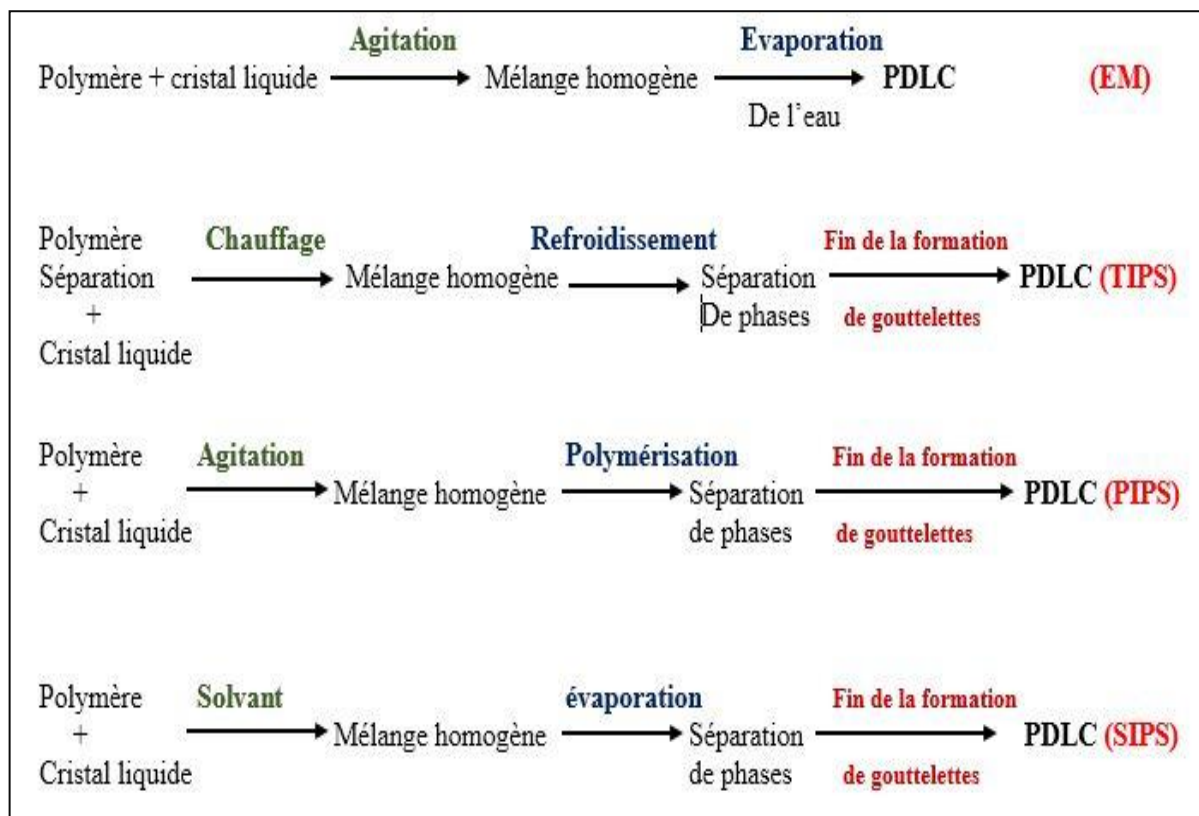 Agitation Evaporation
Polymère + cristal liquide Mélange homogène PDLC (EM)
De l’eau
Polymère Chauffage Refroidissement Fin de la formation
Séparation Mélange homogène Séparation PDLC (TIPS)
+ De phases de gouttelettes
Cristal liquide
Polymère Agitation Polymérisation Fin de la formation
+ Mélange homogène Séparation PDLC (PIPS)
Cristal liquide de phases de gouttelettes
Polymère Solvant évaporation Fin de la formation
+ Mélange homogène Séparation PDLC (SIPS)
Cristal liquide de phases de gouttelettes